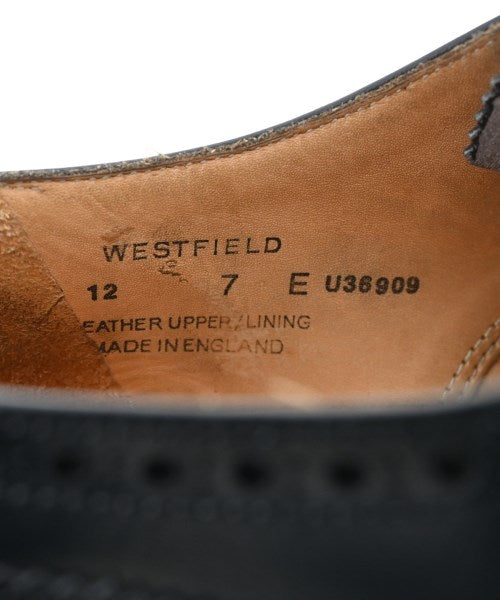 WESTFIELD
12 7 E U36909
EATHER UPPER/LINING
MADE IN ENGLAND